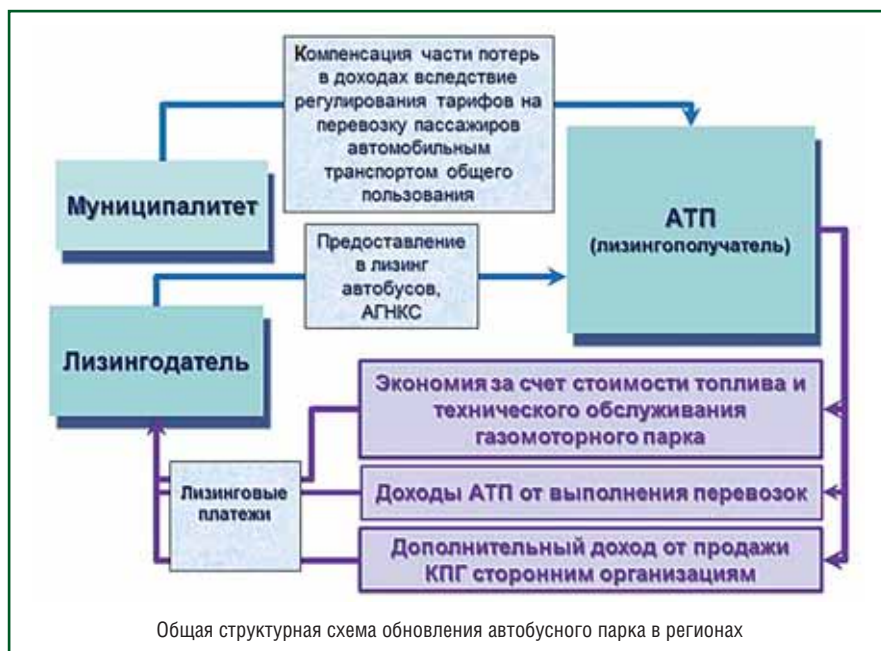 Компенсация части потерь
в доходах вследствие
регулирования тарифов на
перевозку пассажиров
автомобильным
транспортом общего
пользования
Муниципалитет
АТП
(лизингополучатель)
Предоставление
в лизинг
автобусов,
АГНКС
Лизингодатель
Экономия за счет стоимости топлива и
технического обслуживания
газомоторного парка
Лизинговые
платежи
Доходы АТП от выполнения перевозок
Дополнительный доход от продажи
КПГ сторонним организациям
Общая структурная схема обновления автобусного парка в регионах